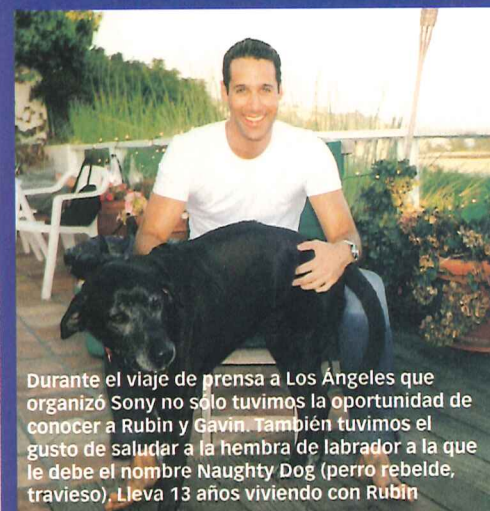 Durante el viaje de prensa a Los Ángeles que
organizó Sony no sólo tuvimos la oportunidad de
conocer a Rubin y Gavin. También tuvimos el
gusto de saludar a la hembra de labrador a la que
le debe el nombre Naughty Dog (perro rebelde,
travieso). Lleva 13 años viviendo con Rubin